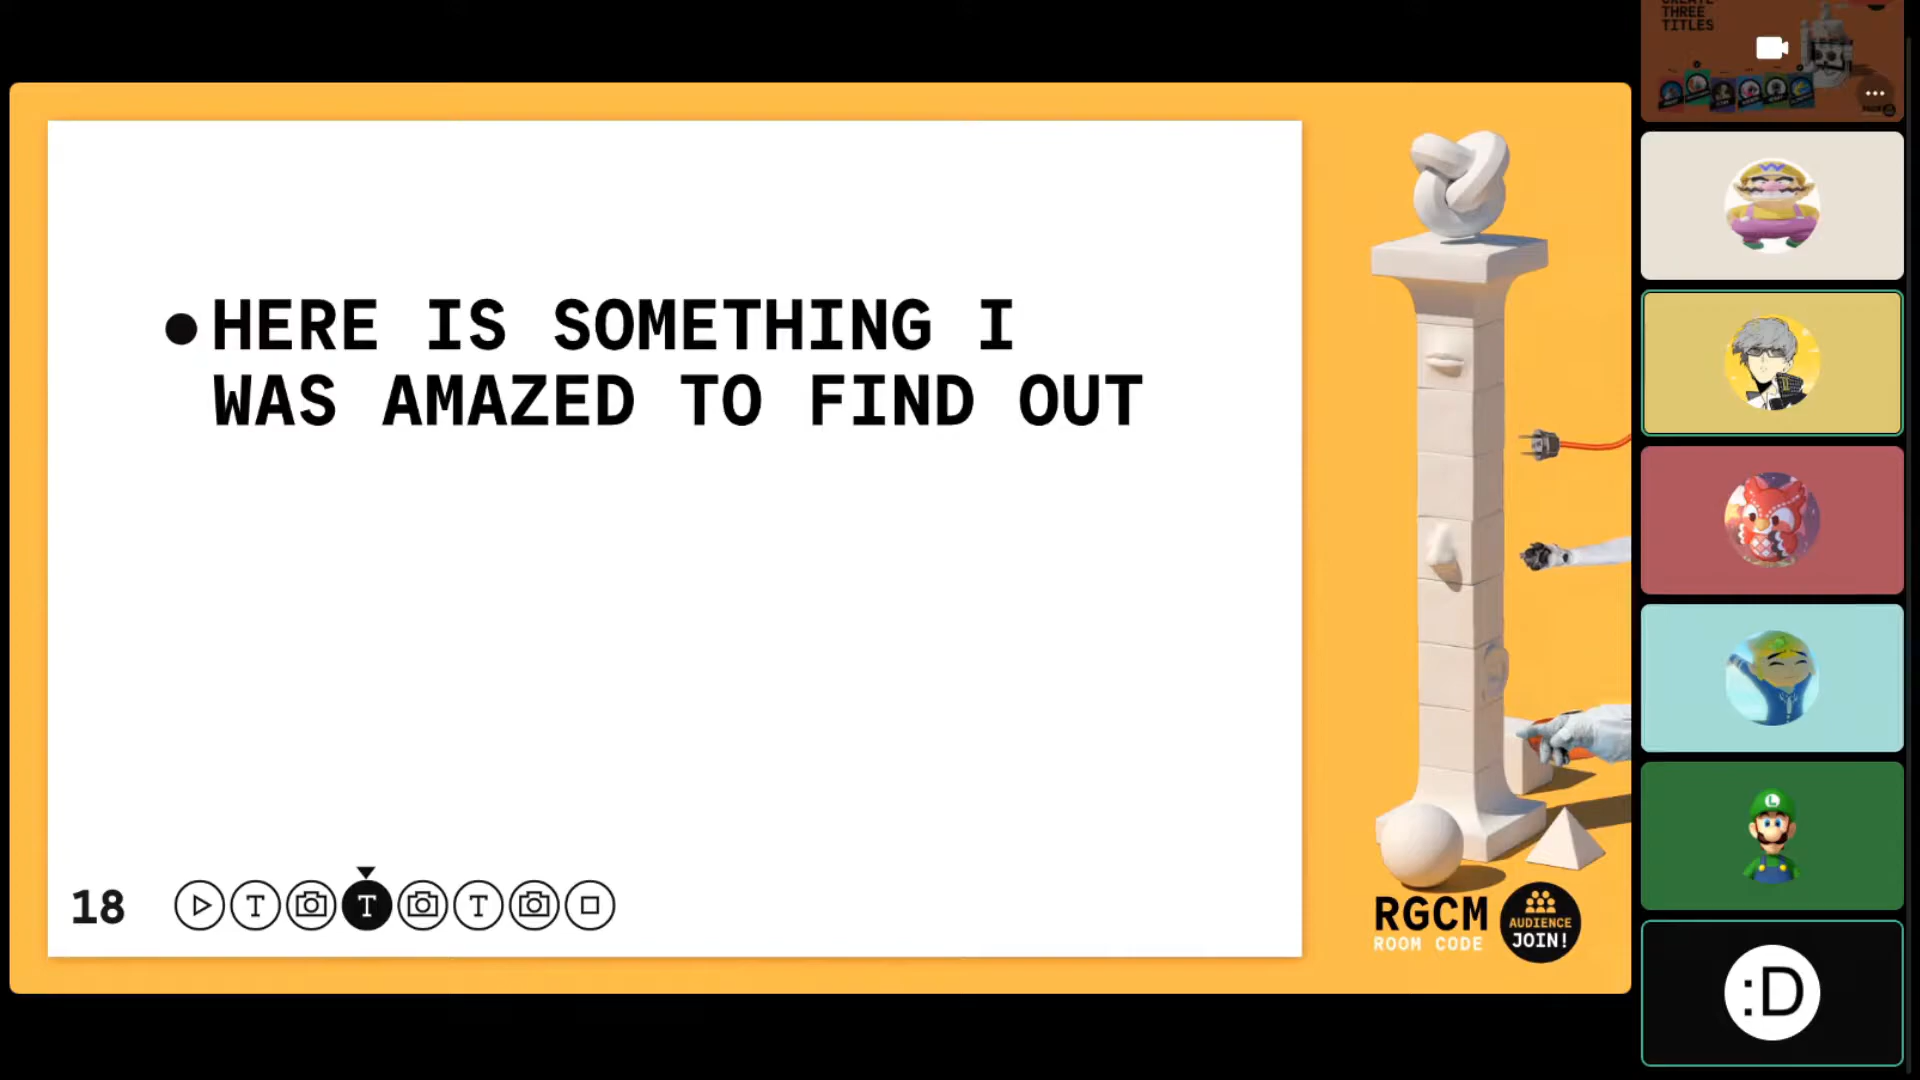 THREE
TITLES
HERE IS SOMETHING I
WAS AMAZED TO FIND OUT
18
T
T
T
RGCM
ROOM CODE
AUDIENCE
JOIN!
L
:D